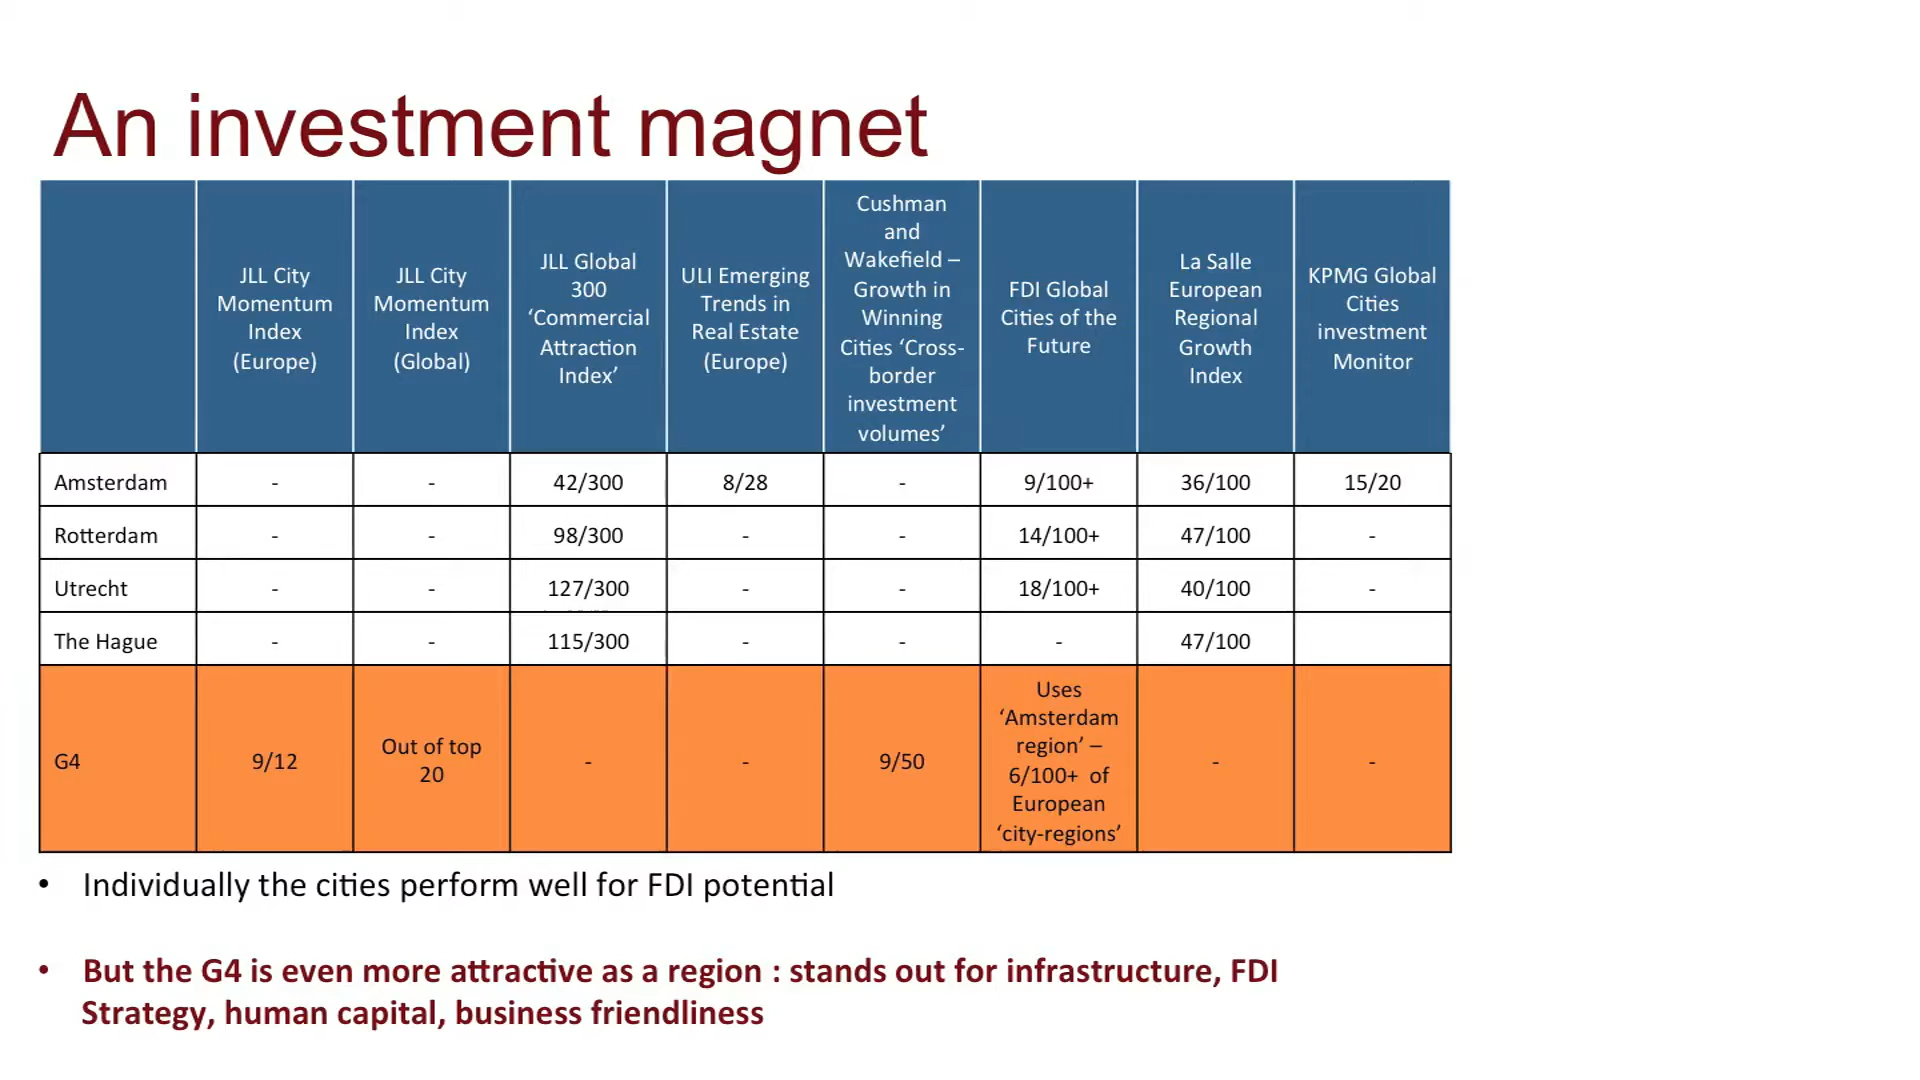 An investment magnet
JLL City
Momentum
Index
(Europe)
JLL City
Momentum
Index
(Global)
JLL Global
300
‘Commercial
Attraction
Index’
ULI Emerging
Trends in
Real Estate
(Europe)
Cushman
and
Wakefield –
Growth in
Winning
Cities ‘Cross-
border
investment
volumes’
FDI Global
Cities of the
Future
La Salle
European
Regional
Growth
Index
KPMG Global
Cities
investment
Monitor
Amsterdam - - 42/300 8/28 - 9/100+ 36/100 15/20
Rotterdam - - 98/300 - - 14/100+ 47/100 -
Utrecht - - 127/300 - - 18/100+ 40/100 -
The Hague - - 115/300 - - - 47/100
G4
9/12
Out of top
20
-
-
9/50
Uses
‘Amsterdam
region’ –
6/100+ of
European
‘city-regions’
-
-
• Individually the cities perform well for FDI potential
• But the G4 is even more attractive as a region : stands out for infrastructure, FDI
Strategy, human capital, business friendliness